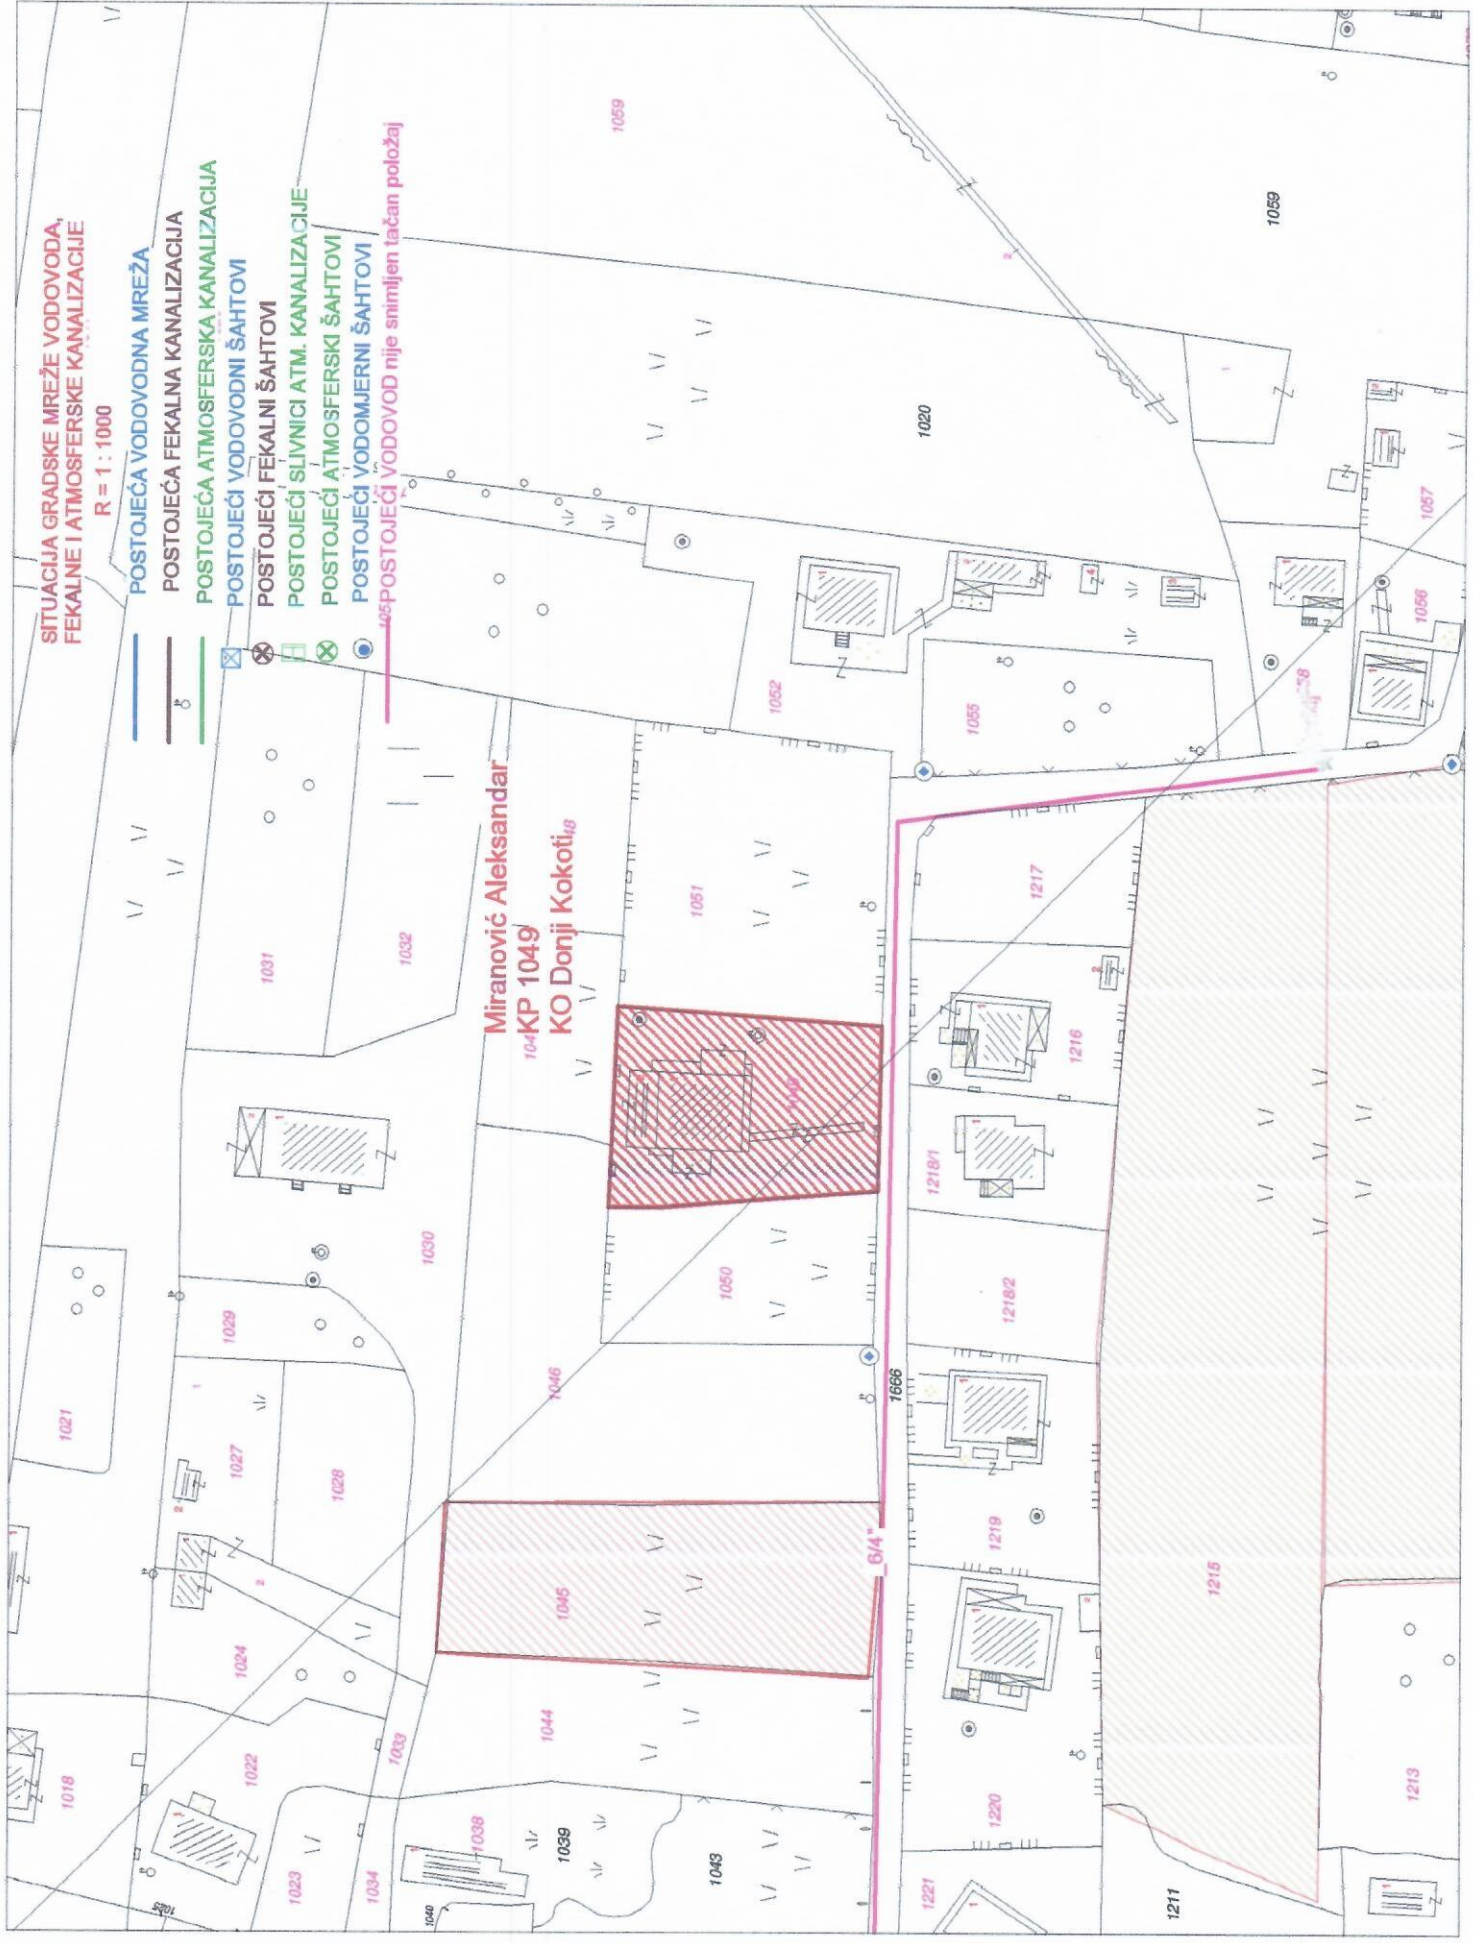 SITUACIJA GRADSKE MREŽE VODOVODA,
FEKALNE I ATMOSFERSKE KANALIZACIJE
R = 1 : 1000
POSTOJEĆA VODOVODNA MREŽA
POSTOJEĆA FEKALNA KANALIZACIJA
POSTOJEĆA ATMOSFERSKA KANALIZACIJA
POSTOJEĆI VODOVODNI ŠAHTOVI
POSTOJEĆI FEKALNI ŠAHTOVI
POSTOJEĆI SLIVNICI ATM. KANALIZACIJE
POSTOJEĆI ATMOSFERSKI ŠAHTOVI
POSTOJEĆI VODOMJERNI ŠAHTOVI
POSTOJEĆI VODOVOD nije snimljen tačan položaj
Miranović Aleksandar
KP 1049
KO Donji Kokoti
1059
1059
1020
1057
1056
1052
1055
1031
1032
1051
1217
1216
1049
1218/1
1030
1050
1218/2
1029
1021
1046
1666
1027
1028
1219
6/4"
1045
1215
1024
1044
1033
1022
1018
1220
1213
1038
1039
1043
1023
1034
1040
1025
1221
1211